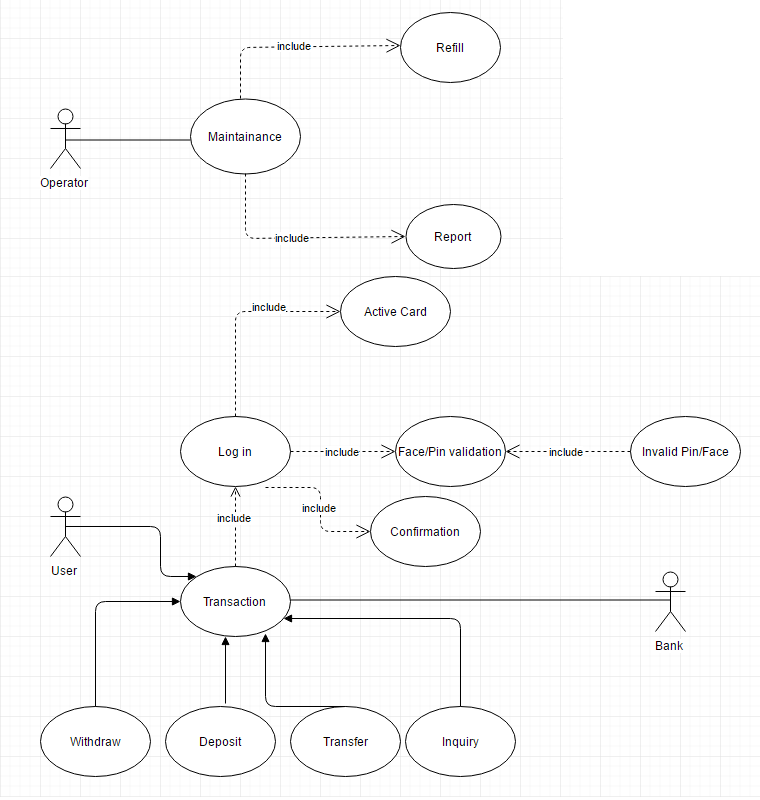 Refill
include
Maintainance
Operator
include
Report
include
Active Card
Log in
include
Face/Pin validation
include
Invalid Pin/Face
include
include
Confirmation
User
Transaction
Bank
Withdraw
Deposit
Transfer
Inquiry